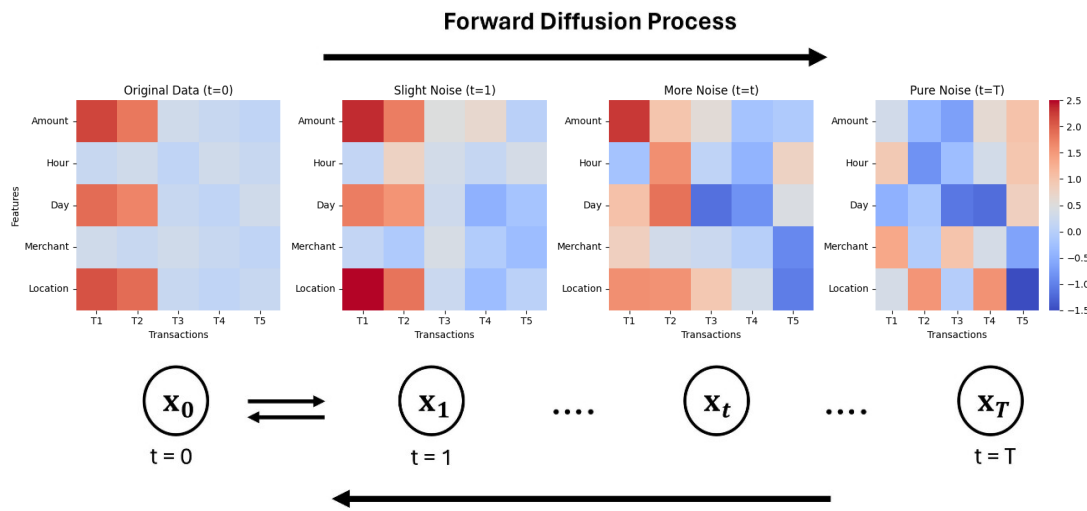 Forward Diffusion Process
Original Data (t=0)
Slight Noise (t=1)
More Noise (t=t)
Pure Noise (t=T)
Features
Amount
Hour
Day
Merchant
Location
T1 T2 T3 T4 T5
Transactions
Amount
Hour
Day
Merchant
Location
T1 T2 T3 T4 T5
Transactions
Amount
Hour
Day
Merchant
Location
T1 T2 T3 T4 T5
Transactions
Amount
Hour
Day
Merchant
Location
T1 T2 T3 T4 T5
Transactions
2.5
2.0
1.5
1.0
0.5
0.0
−0.5
−1.0
−1.5
x0
x1
....
xt
....
xT
t = 0
t = 1
t = T